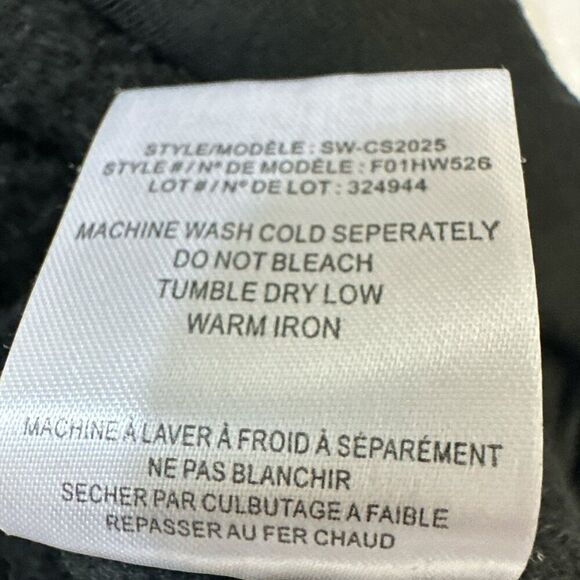 STYLE/MODÈLE : SW-CS2025
STYLE # / N° DE MODÈLE : F01HW526
LOT # / N° DE LOT : 324944
MACHINE WASH COLD SEPERATELY
DO NOT BLEACH
TUMBLE DRY LOW
WARM IRON
MACHINE À LAVER À FROID À SÉPARÉMENT
NE PAS BLANCHIR
SECHER PAR CULBUTAGE A FAIBLE
REPASSER AU FER CHAUD